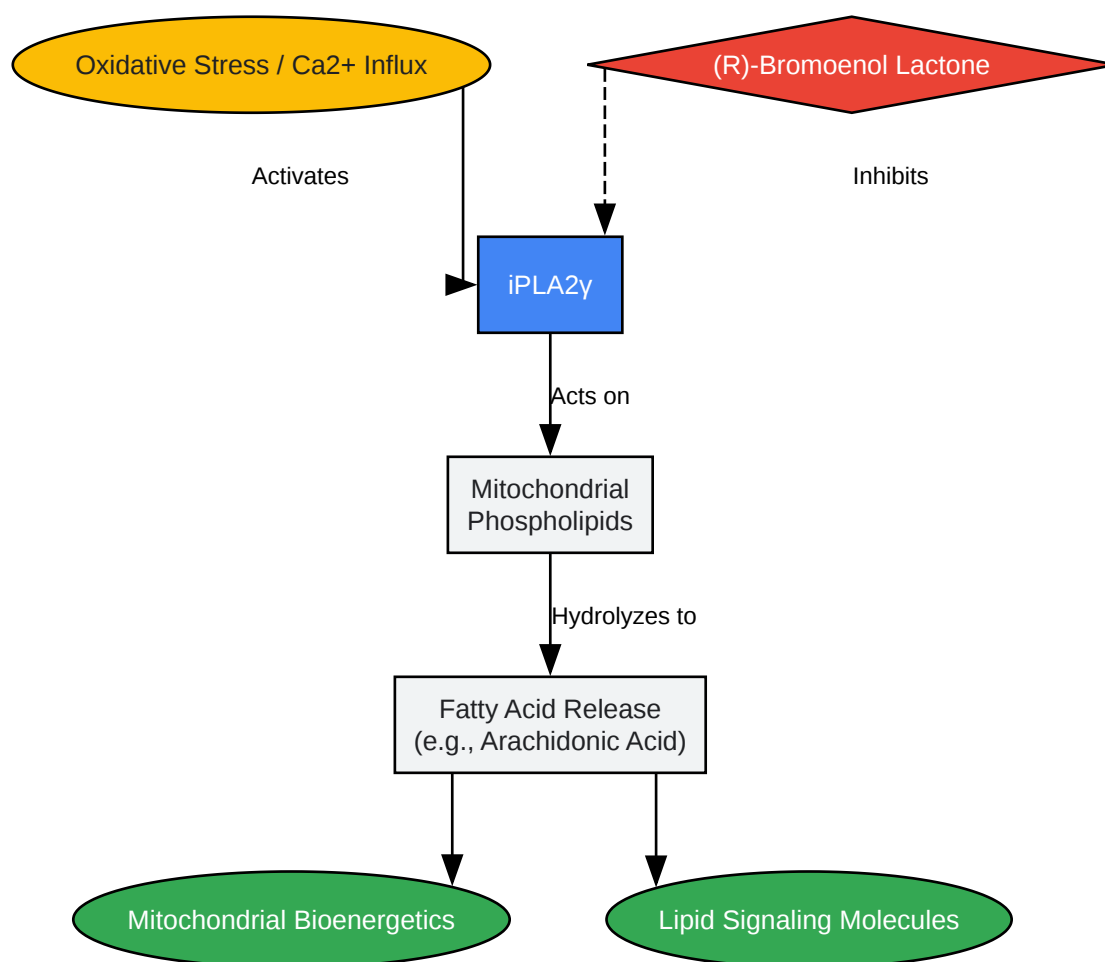 Oxidative Stress / Ca2+ Influx
(R)-Bromoenol Lactone
Activates
Inhibits
iPLA2γ
Acts on
Mitochondrial
Phospholipids
Hydrolyzes to
Fatty Acid Release
(e.g., Arachidonic Acid)
Mitochondrial Bioenergetics
Lipid Signaling Molecules